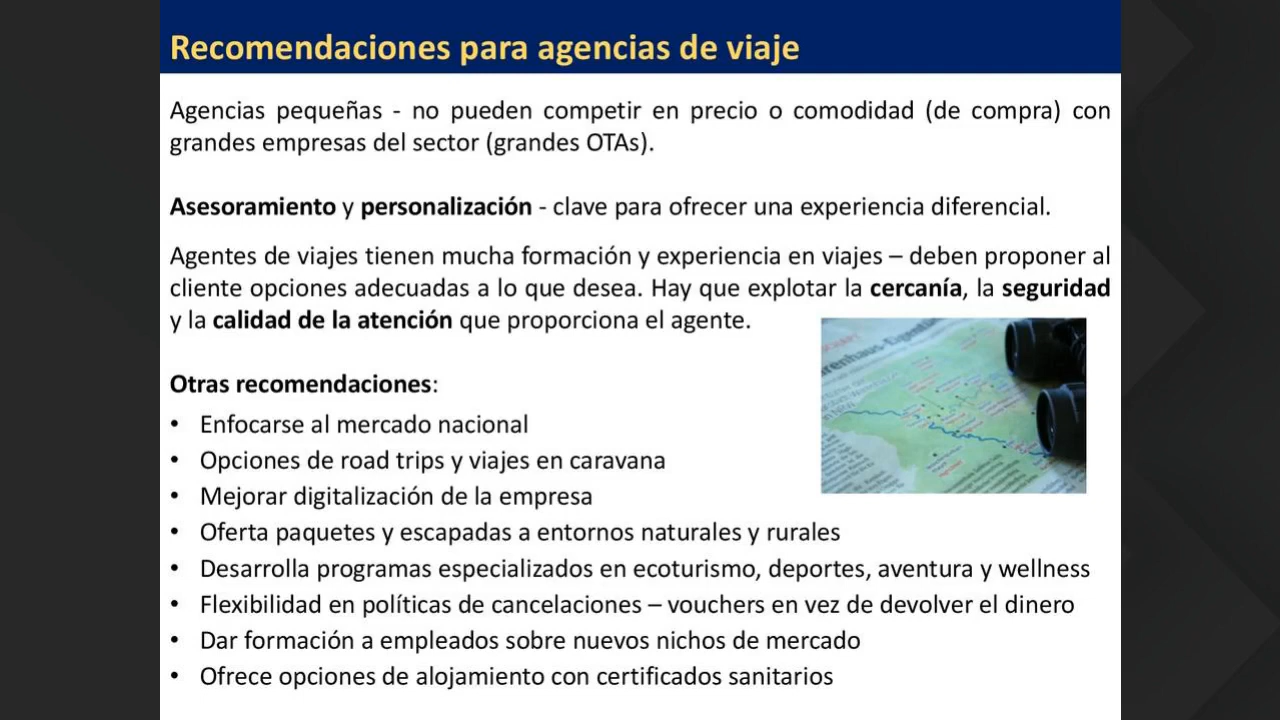 Recomendaciones para agencias de viaje
Agencias pequeñas - no pueden competir en precio o comodidad (de compra) con
grandes empresas del sector (grandes OTAs).
Asesoramiento y personalización - clave para ofrecer una experiencia diferencial.
Agentes de viajes tienen mucha formación y experiencia en viajes – deben proponer al
cliente opciones adecuadas a lo que desea. Hay que explotar la cercanía, la seguridad
y la calidad de la atención que proporciona el agente.
Otras recomendaciones:
• Enfocarse al mercado nacional
• Opciones de road trips y viajes en caravana
• Mejorar digitalización de la empresa
• Oferta paquetes y escapadas a entornos naturales y rurales
• Desarrolla programas especializados en ecoturismo, deportes, aventura y wellness
• Flexibilidad en políticas de cancelaciones – vouchers en vez de devolver el dinero
• Dar formación a empleados sobre nuevos nichos de mercado
• Ofrece opciones de alojamiento con certificados sanitarios